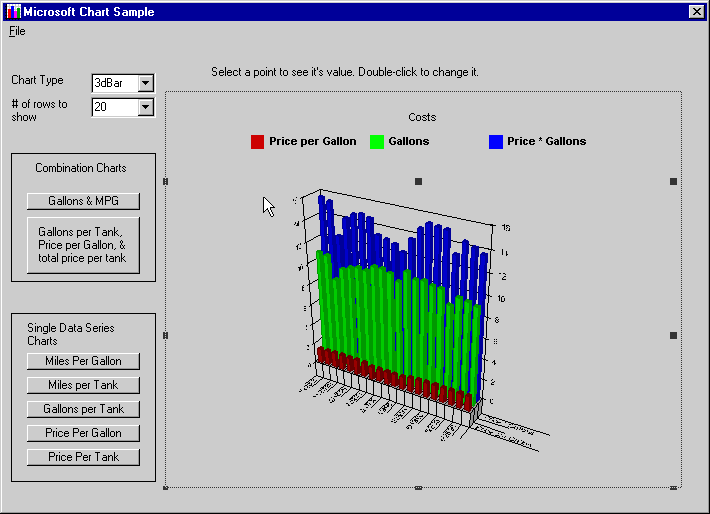 Microsoft Chart Sample
File
Select a point to see it's value. Double-click to change it.
Chart Type
3dBar
# of rows to
show
20
Costs
Price per Gallon
Gallons
Price * Gallons
Combination Charts
Gallons & MPG
Gallons per Tank,
Price per Gallon, &
total price per tank
Single Data Series
Charts
Miles Per Gallon
Miles per Tank
Gallons per Tank
Price Per Gallon
Price Per Tank
16
14
12
10
8
6
4
2
0